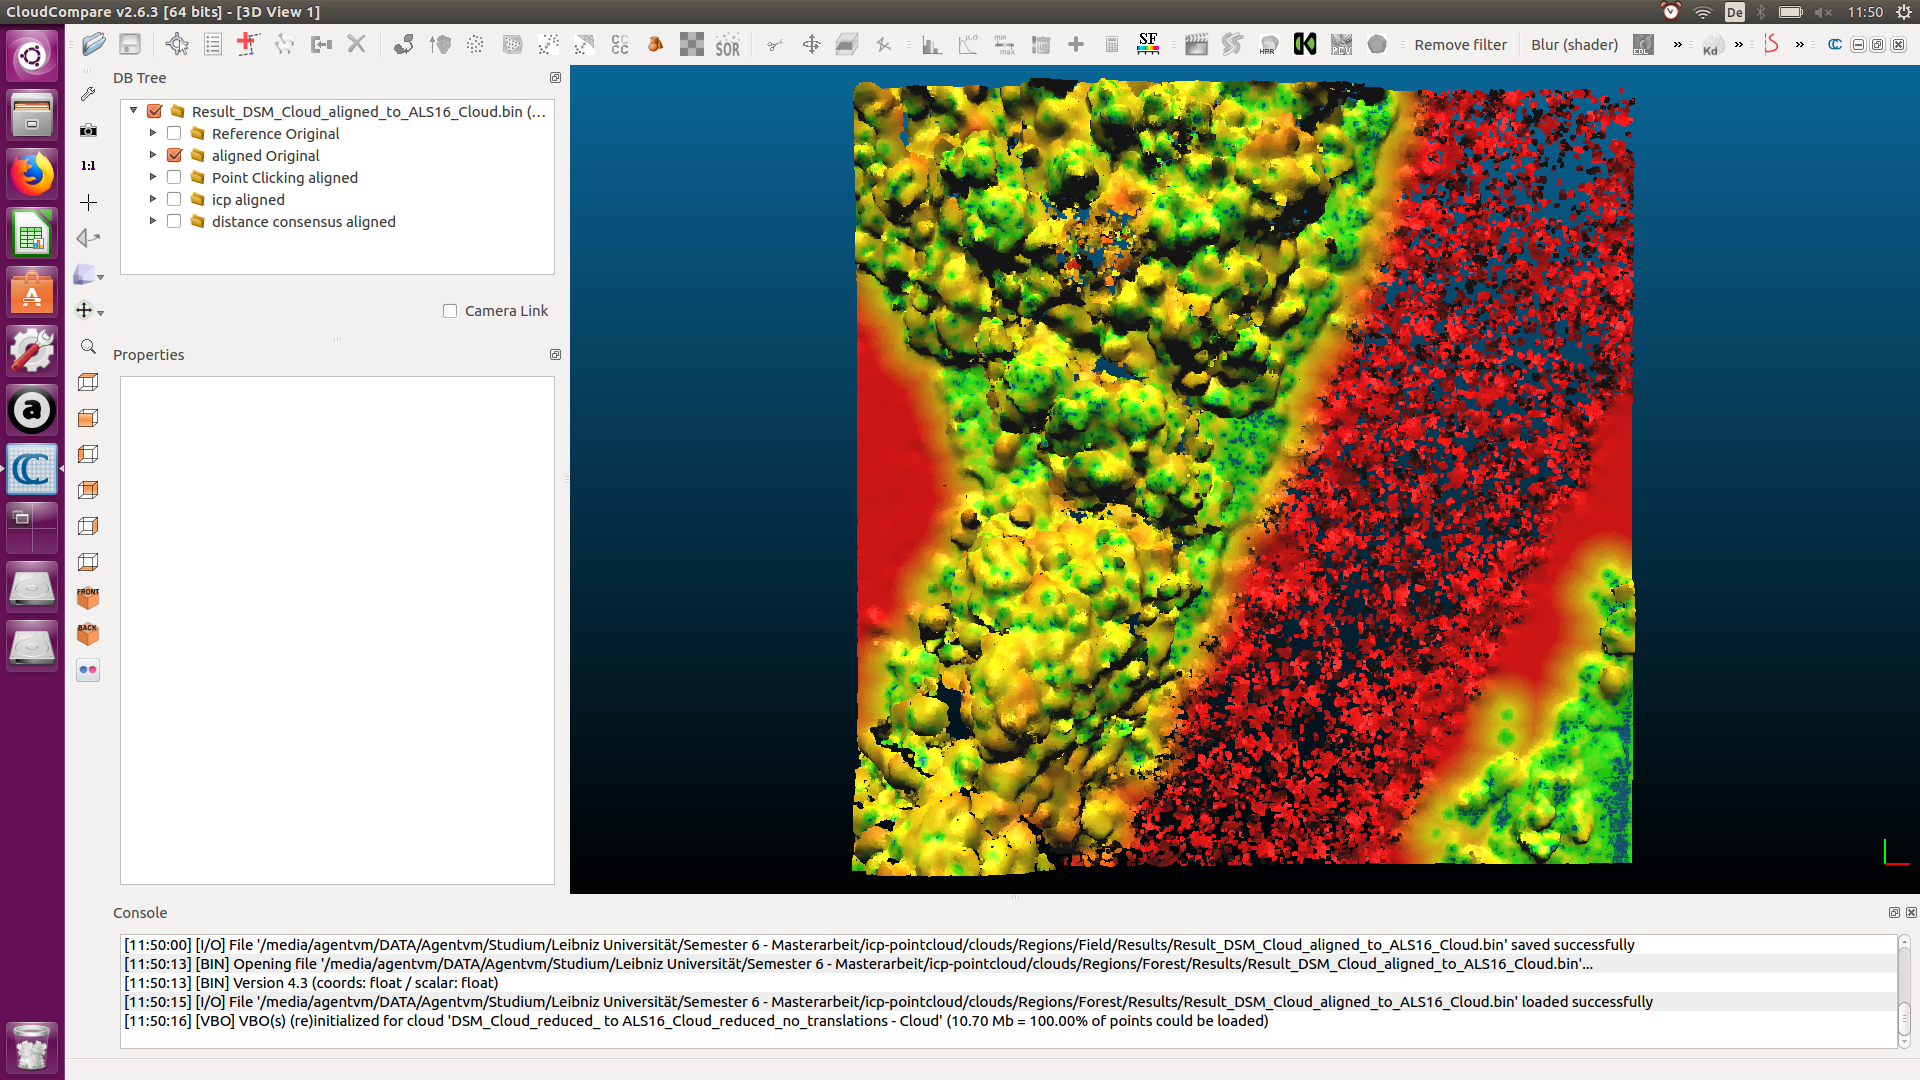 CloudCompare v2.6.3 [64 bits] - [3D View 1]
De
11:50
CC
SOR
min
max
SF
HPR
PCV
Remove filter
Blur (shader)
EDL
»
Kd
»
»
DB Tree
Result_DSM_Cloud_aligned_to_ALS16_Cloud.bin (...
Reference Original
aligned Original
Point Clicking aligned
icp aligned
distance consensus aligned
1:1
Camera Link
Properties
FRONT
BACK
Console
[11:50:00] [I/O] File '/media/agentvm/DATA/Agentvm/Studium/Leibniz Universität/Semester 6 - Masterarbeit/icp-pointcloud/clouds/Regions/Field/Results/Result_DSM_Cloud_aligned_to_ALS16_Cloud.bin' saved successfully
[11:50:13] [BIN] Opening file '/media/agentvm/DATA/Agentvm/Studium/Leibniz Universität/Semester 6 - Masterarbeit/icp-pointcloud/clouds/Regions/Forest/Results/Result_DSM_Cloud_aligned_to_ALS16_Cloud.bin'...
[11:50:13] [BIN] Version 4.3 (coords: float / scalar: float)
[11:50:15] [I/O] File '/media/agentvm/DATA/Agentvm/Studium/Leibniz Universität/Semester 6 - Masterarbeit/icp-pointcloud/clouds/Regions/Forest/Results/Result_DSM_Cloud_aligned_to_ALS16_Cloud.bin' loaded successfully
[11:50:16] [VBO] VBO(s) (re)initialized for cloud 'DSM_Cloud_reduced_ to ALS16_Cloud_reduced_no_translations - Cloud' (10.70 Mb = 100.00% of points could be loaded)